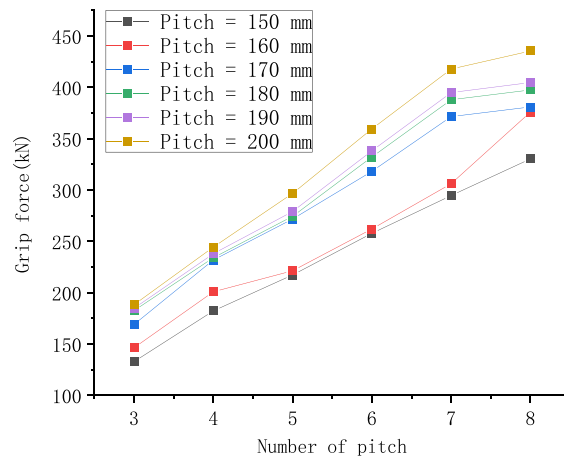 Pitch = 150 mm
Pitch = 160 mm
Pitch = 170 mm
Pitch = 180 mm
Pitch = 190 mm
Pitch = 200 mm
450
400
350
300
250
200
150
100
Grip force(kN)
3 4 5 6 7 8
Number of pitch